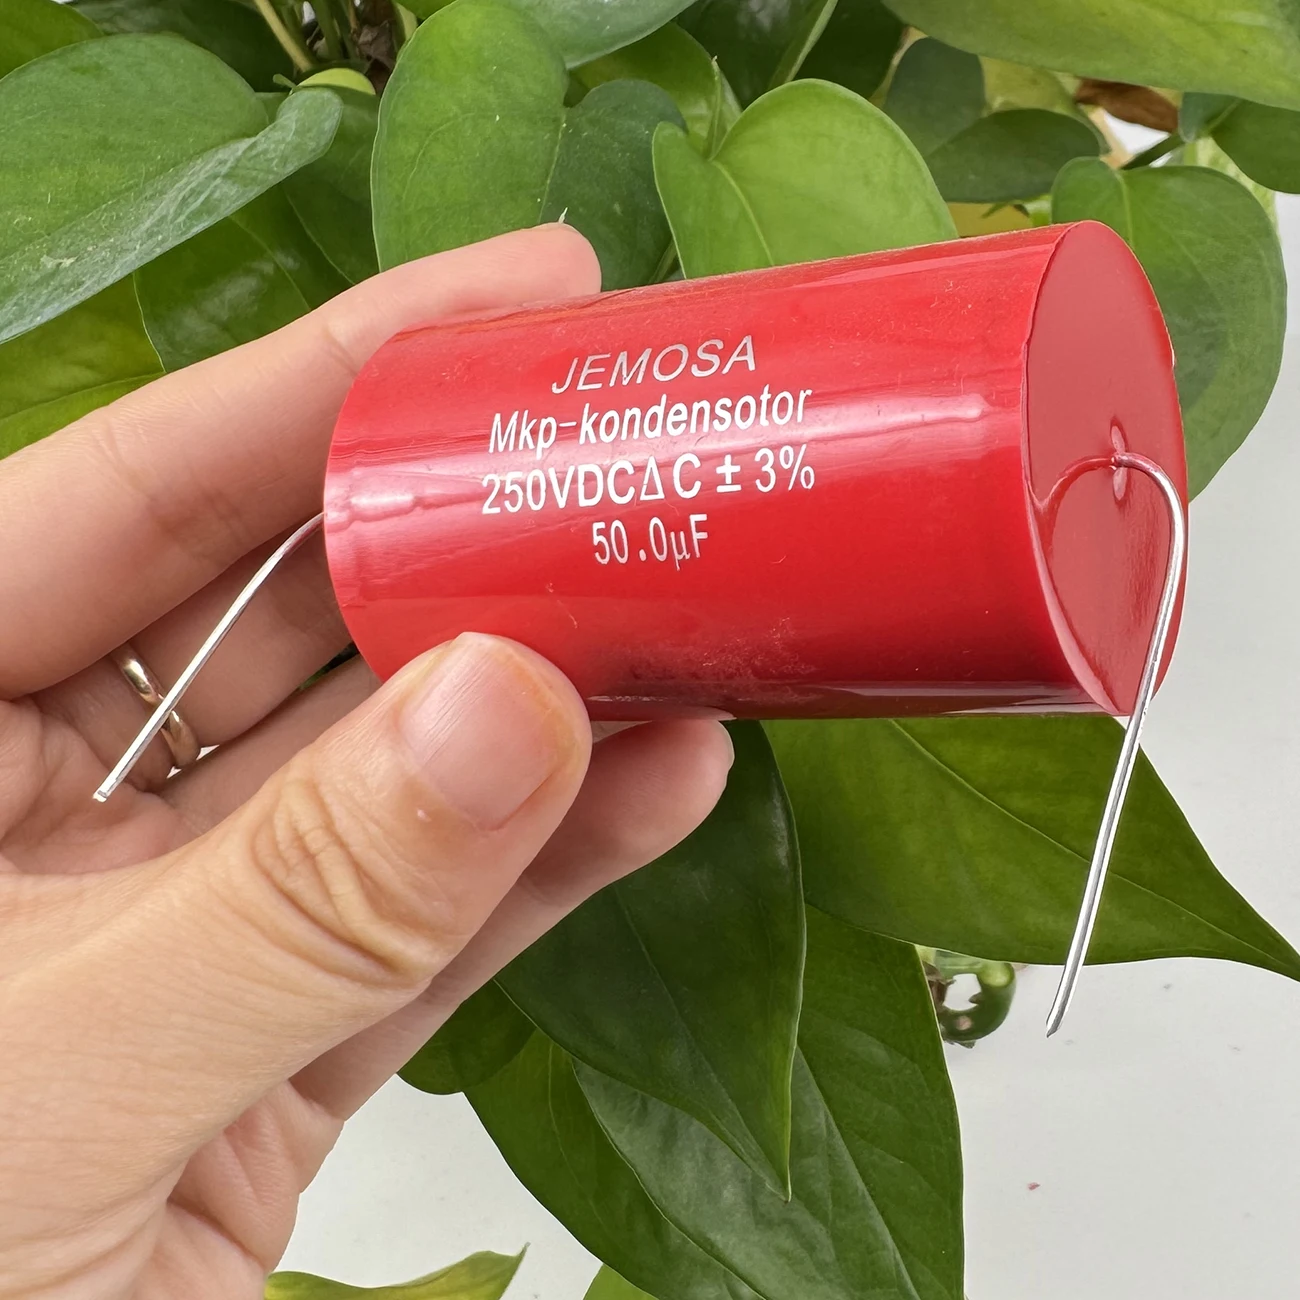 JEMOSA
Mkp-kondensotor
250VDCΔC±3%
50.0μF